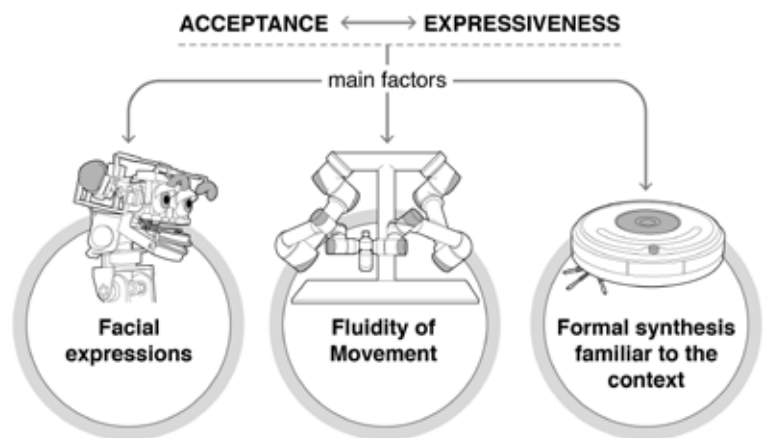 ACCEPTANCE EXPRESSIVENESS
main factors
Facial
expressions
Fluidity of
Movement
Formal synthesis
familiar to the
context